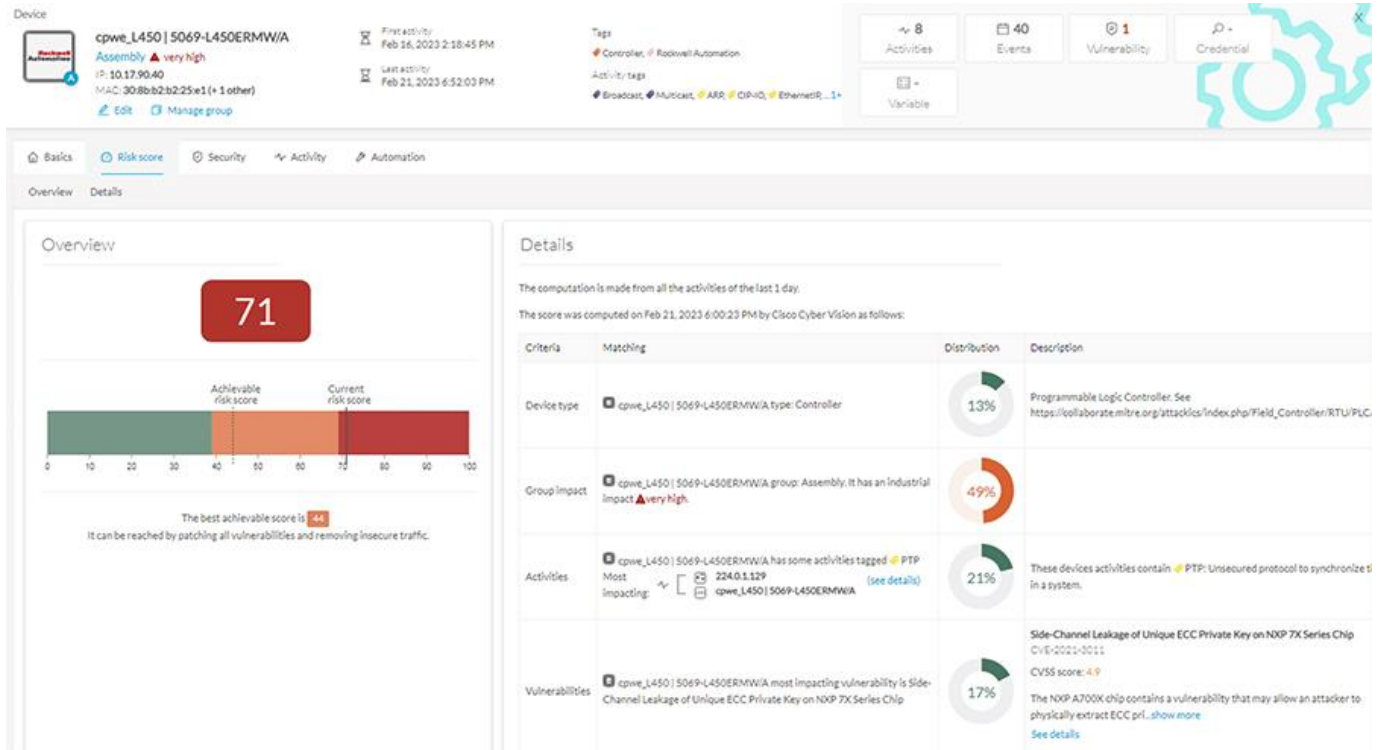 Device
Rockwell
Automation
A
cpwe_L450 | 5069-L450ERMW/A
Assembly very high
IP: 10.17.90.40
MAC: 30:8b:b2:b2:25:e1 (+ 1 other)
Edit Manage group
First activity
Feb 16, 2023 2:18:45 PM
Last activity
Feb 21, 2023 6:52:03 PM
Tags
Controller, Rockwell Automation
Activity tags
Broadcast, Multicast, ARP, CIP-IO, EthernetIP, ...1+
8
Activities
40
Events
1
Vulnerability
-
Credential
-
Variable
X
Basics Risk score Security Activity Automation
Overview Details
Overview
71
Achievable
risk score
Current
risk score
0 10 20 30 40 50 60 70 80 90 100
The best achievable score is 44
It can be reached by patching all vulnerabilities and removing insecure traffic.
Details
The computation is made from all the activities of the last 1 day.
The score was computed on Feb 21, 2023 6:00:23 PM by Cisco Cyber Vision as follows:
Criteria Matching Distribution Description
Device type
cpwe_L450 | 5069-L450ERMW/A type: Controller
13%
Programmable Logic Controller. See
https://collaborate.mitre.org/attackics/index.php/Field_Controller/RTU/PLC/
Group impact
cpwe_L450 | 5069-L450ERMW/A group: Assembly. It has an industrial
impact very high.
49%
Activities
cpwe_L450 | 5069-L450ERMW/A has some activities tagged PTP
Most
impacting:
224.0.1.129
cpwe_L450 | 5069-L450ERMW/A
(see details)
21%
These devices activities contain PTP: Unsecured protocol to synchronize
in a system.
Vulnerabilities
cpwe_L450 | 5069-L450ERMW/A most impacting vulnerability is Side-
Channel Leakage of Unique ECC Private Key on NXP 7X Series Chip
17%
Side-Channel Leakage of Unique ECC Private Key on NXP 7X Series Chip
CVE-2021-3011
CVSS score: 4.9
The NXP A700X chip contains a vulnerability that may allow an attacker to
physically extract ECC pri...show more
See details